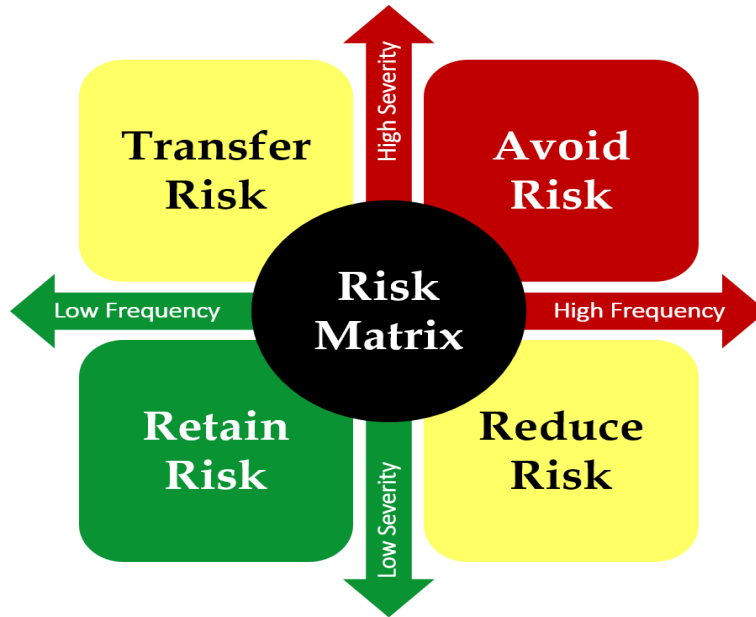 High Severity
Transfer
Risk
Avoid
Risk
Risk
Matrix
Low Frequency
High Frequency
Retain
Risk
Reduce
Risk
Low Severity